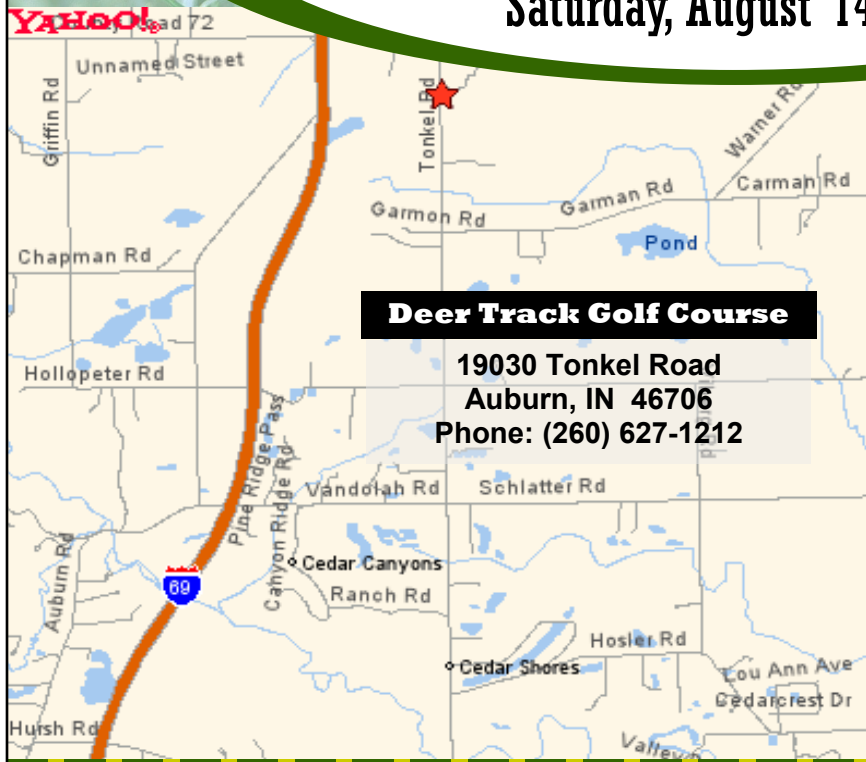 Saturday, August 14
YAHOO!
ad 72
Unnamed Street
Griffin Rd
Tonkel Rd
Warner Rd
Garmon Rd
Garman Rd
Carmah Rd
Pond
Chapman Rd
Deer Track Golf Course
19030 Tonkel Road
Auburn, IN 46706
Phone: (260) 627-1212
Hollopeter Rd
Pine Ridge Pass
Canyon Ridge Rd
Vandolah Rd
Schlatter Rd
Auburn Rd
69
Cedar Canyons
Ranch Rd
Hosler Rd
Cedar Shores
Lou Ann Ave
Cedarcrest Dr
Hursh Rd
Valley